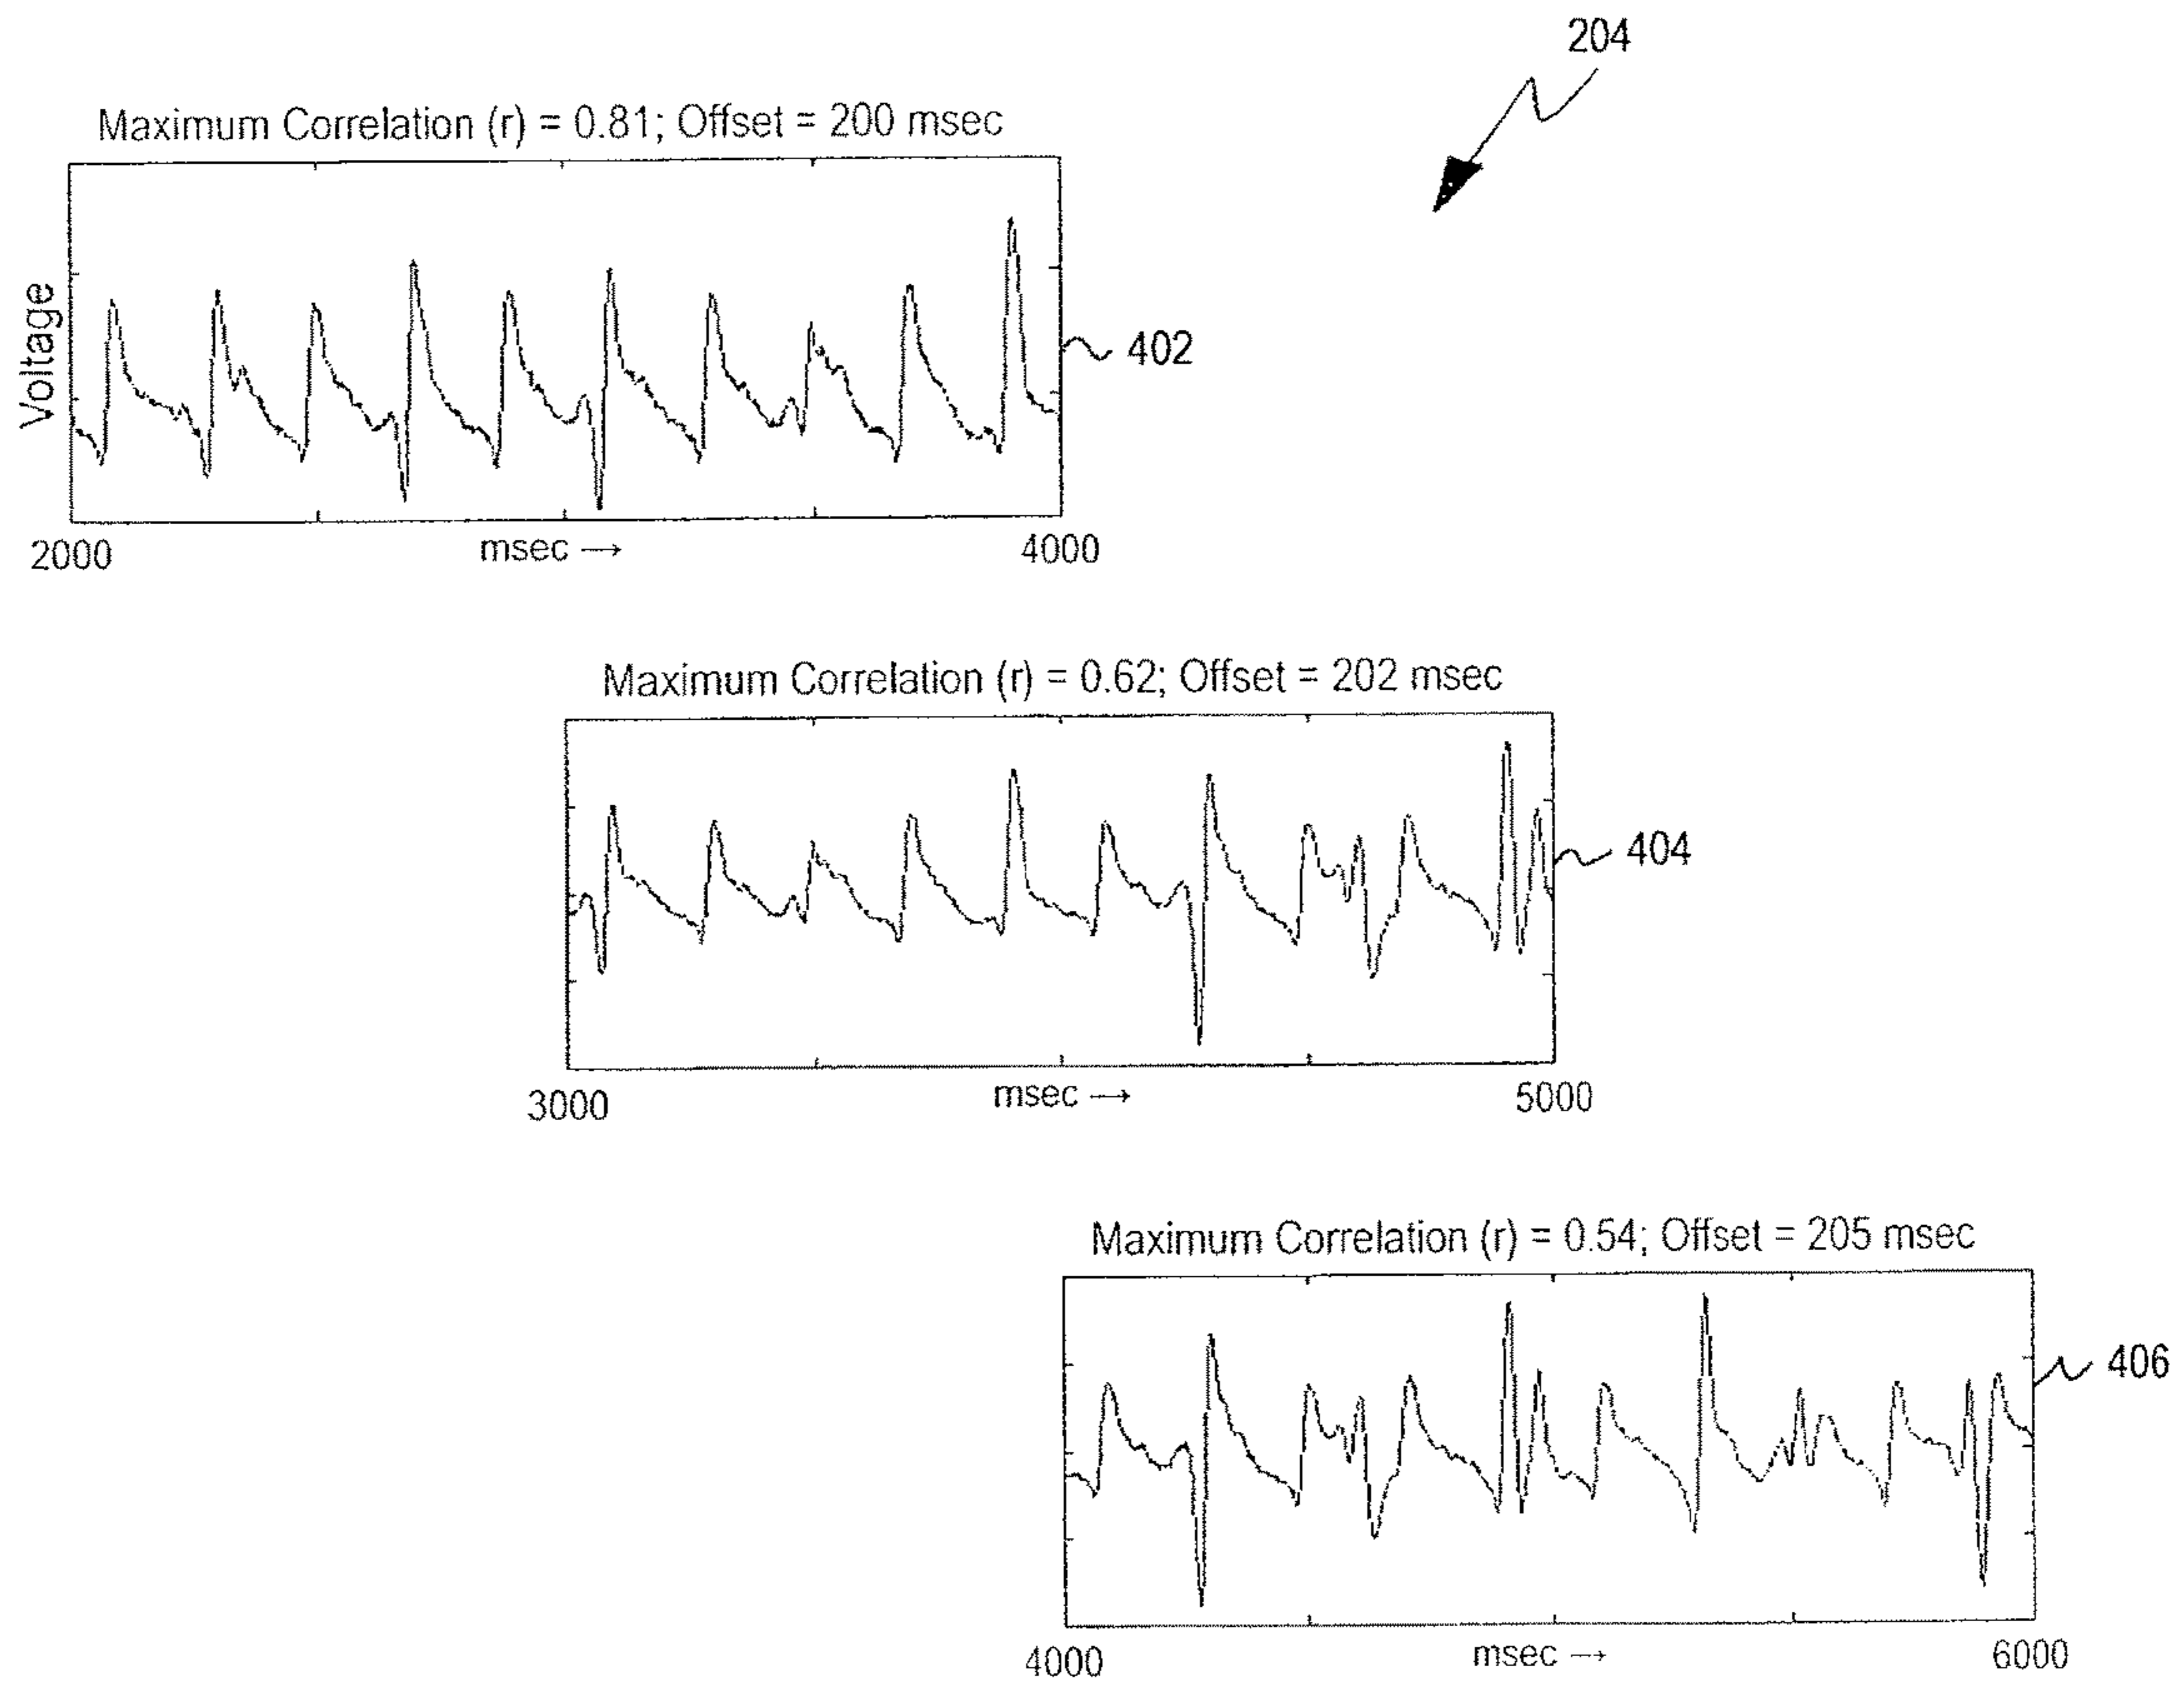 204
Maximum Correlation (r) = 0.81; Offset = 200 msec
Voltage
402
2000 msec → 4000
Maximum Correlation (r) = 0.62; Offset = 202 msec
404
3000 msec → 5000
Maximum Correlation (r) = 0.54; Offset = 205 msec
406
4000 msec → 6000